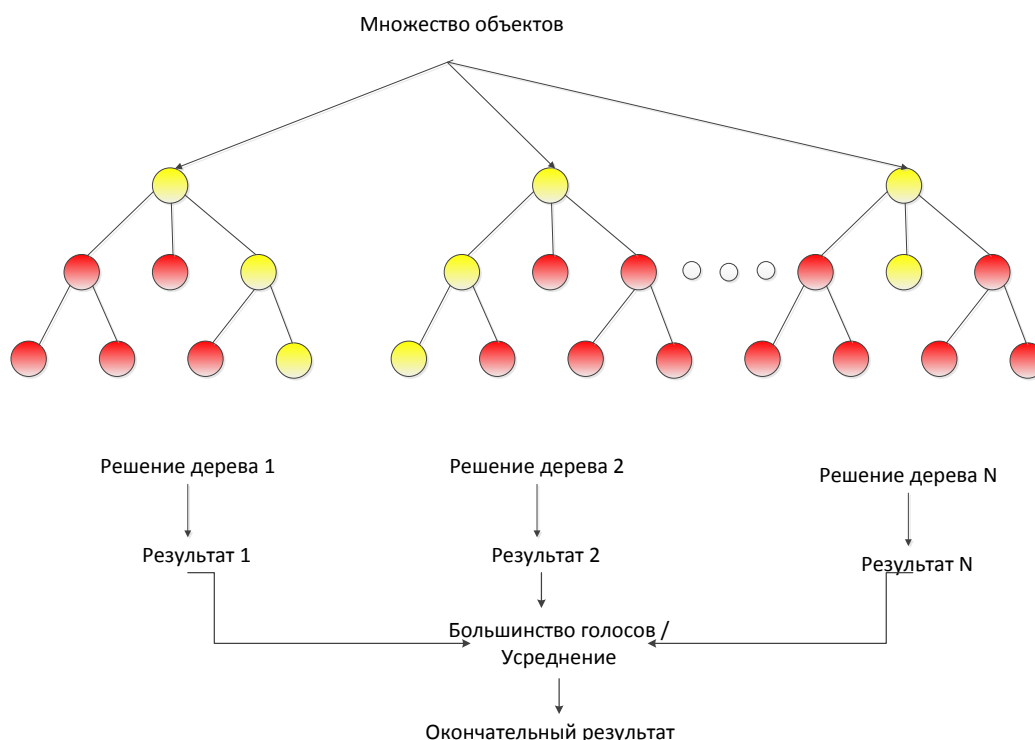 Множество объектов
Решение дерева 1
Решение дерева 2
Решение дерева N
Результат 1
Результат 2
Результат N
Большинство голосов /
Усреднение
Окончательный результат